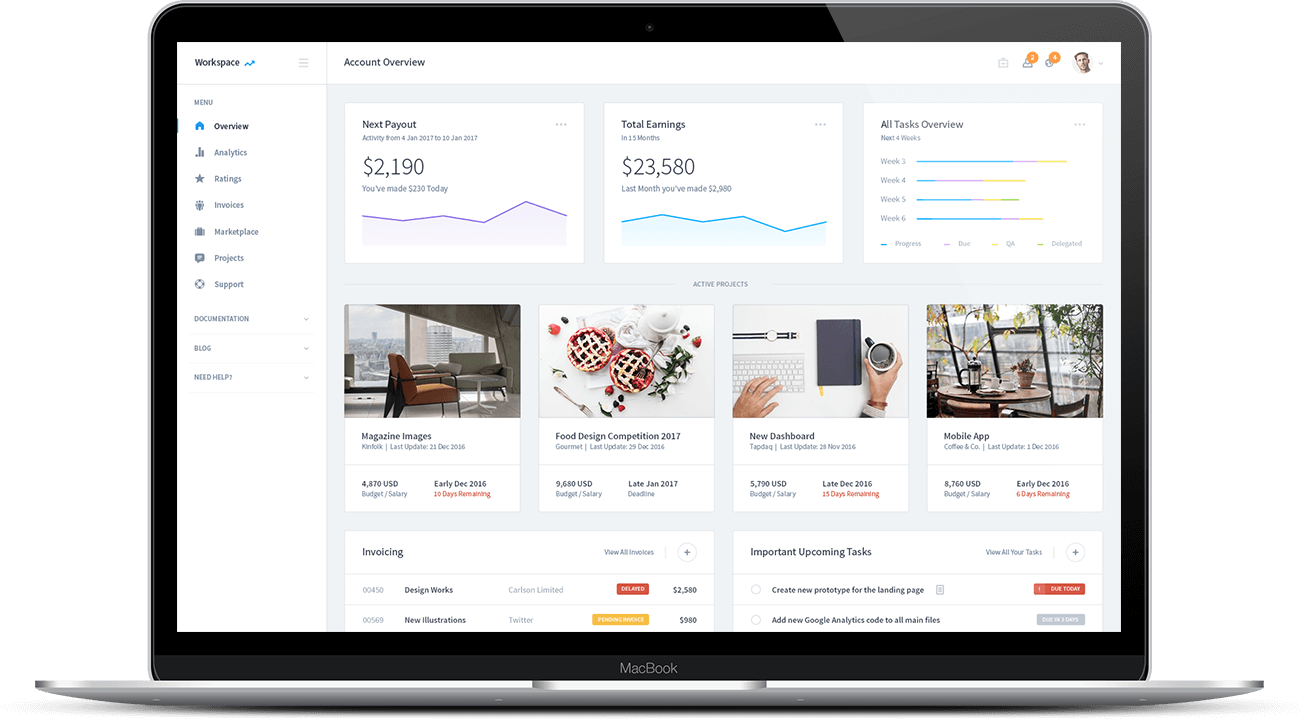 Workspace
Account Overview
2
4
MENU
Overview
Analytics
Ratings
Invoices
Marketplace
Projects
Support
DOCUMENTATION
BLOG
NEED HELP?
Next Payout
Activity from 4 Jan 2017 to 10 Jan 2017
$2,190
You've made $230 Today
Total Earnings
In 15 Months
$23,580
Last Month you've made $2,980
All Tasks Overview
Next 4 Weeks
Week 3
Week 4
Week 5
Week 6
Progress Due QA Delegated
ACTIVE PROJECTS
Magazine Images
Kinfolk | Last Update: 21 Dec 2016
4,870 USD Early Dec 2016
Budget / Salary 10 Days Remaining
Food Design Competition 2017
Gourmet | Last Update: 29 Dec 2016
9,680 USD Late Jan 2017
Budget / Salary Deadline
New Dashboard
Tapdaq | Last Update: 28 Nov 2016
5,790 USD Late Dec 2016
Budget / Salary 15 Days Remaining
Mobile App
Coffee & Co. | Last Update: 1 Dec 2016
8,760 USD Early Dec 2016
Budget / Salary 6 Days Remaining
Invoicing View All Invoices +
00450 Design Works Carlson Limited DELAYED $2,580
00569 New Illustrations Twitter PENDING INVOICE $980
Important Upcoming Tasks View All Your Tasks +
Create new prototype for the landing page ! DUE TODAY
Add new Google Analytics code to all main files DUE IN 3 DAYS
MacBook